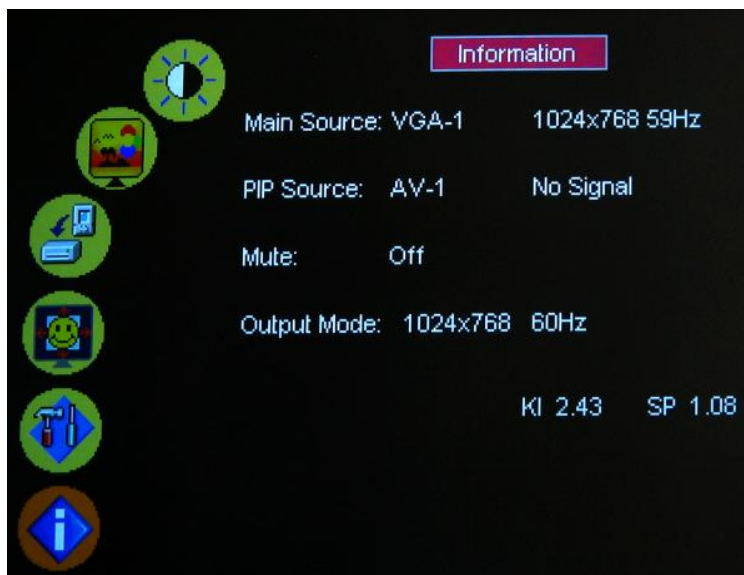 Information
Main Source: VGA-1 1024x768 59Hz
PIP Source: AV-1 No Signal
Mute: Off
Output Mode: 1024x768 60Hz
KI 2.43 SP 1.08